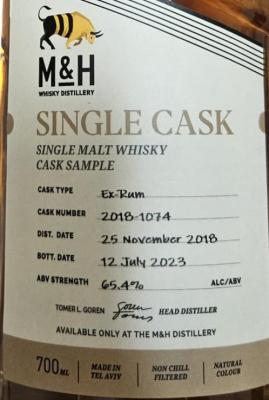 M&H
WHISKY DISTILLERY
SINGLE CASK
SINGLE MALT WHISKY
CASK SAMPLE
CASK TYPE Ex-Rum
CASK NUMBER 2018-1074
DIST. DATE 25 November 2018
BOTT. DATE 12 July 2023
ABV STRENGTH 65.4% ALC/ABV
TOMER L. GOREN HEAD DISTILLER
AVAILABLE ONLY AT THE M&H DISTILLERY
700 ML MADE IN TEL AVIV NON CHILL FILTERED NATURAL COLOUR